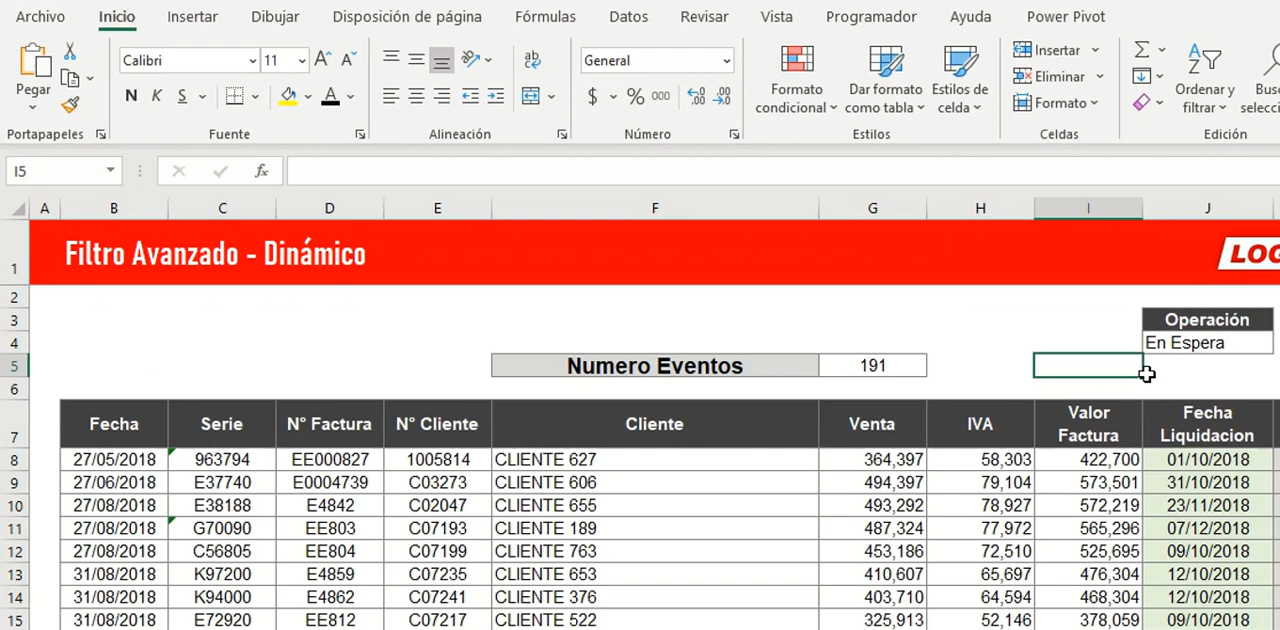 Archivo Inicio Insertar Dibujar Disposición de página Fórmulas Datos Revisar Vista Programador Ayuda Power Pivot
Pegar
Portapapeles
Calibri 11
N K S A
Fuente
ab
Alineación
General
$ % 000
Número
Formato condicional
Dar formato como tabla
Estilos de celda
Estilos
Insertar
Eliminar
Formato
Celdas
Ordenar y filtrar
Edición
I5 fx
A B C D E F G H I J
1 Filtro Avanzado - Dinámico
2
3 Operación
4 En Espera
5 Numero Eventos 191
6
7 Fecha Serie N° Factura N° Cliente Cliente Venta IVA Valor Factura Fecha Liquidacion
8 27/05/2018 963794 EE000827 1005814 CLIENTE 627 364,397 58,303 422,700 01/10/2018
9 27/06/2018 E37740 E0004739 C03273 CLIENTE 606 494,397 79,104 573,501 31/10/2018
10 27/08/2018 E38188 E4842 C02047 CLIENTE 655 493,292 78,927 572,219 23/11/2018
11 27/08/2018 G70090 EE803 C07193 CLIENTE 189 487,324 77,972 565,296 07/12/2018
12 27/08/2018 C56805 EE804 C07199 CLIENTE 763 453,186 72,510 525,695 09/10/2018
13 31/08/2018 K97200 E4859 C07235 CLIENTE 653 410,607 65,697 476,304 12/10/2018
14 31/08/2018 K94000 E4862 C07241 CLIENTE 376 403,710 64,594 468,304 12/10/2018
15 31/08/2018 E72920 EE812 C07217 CLIENTE 522 325,913 52,146 378,059 09/10/2018